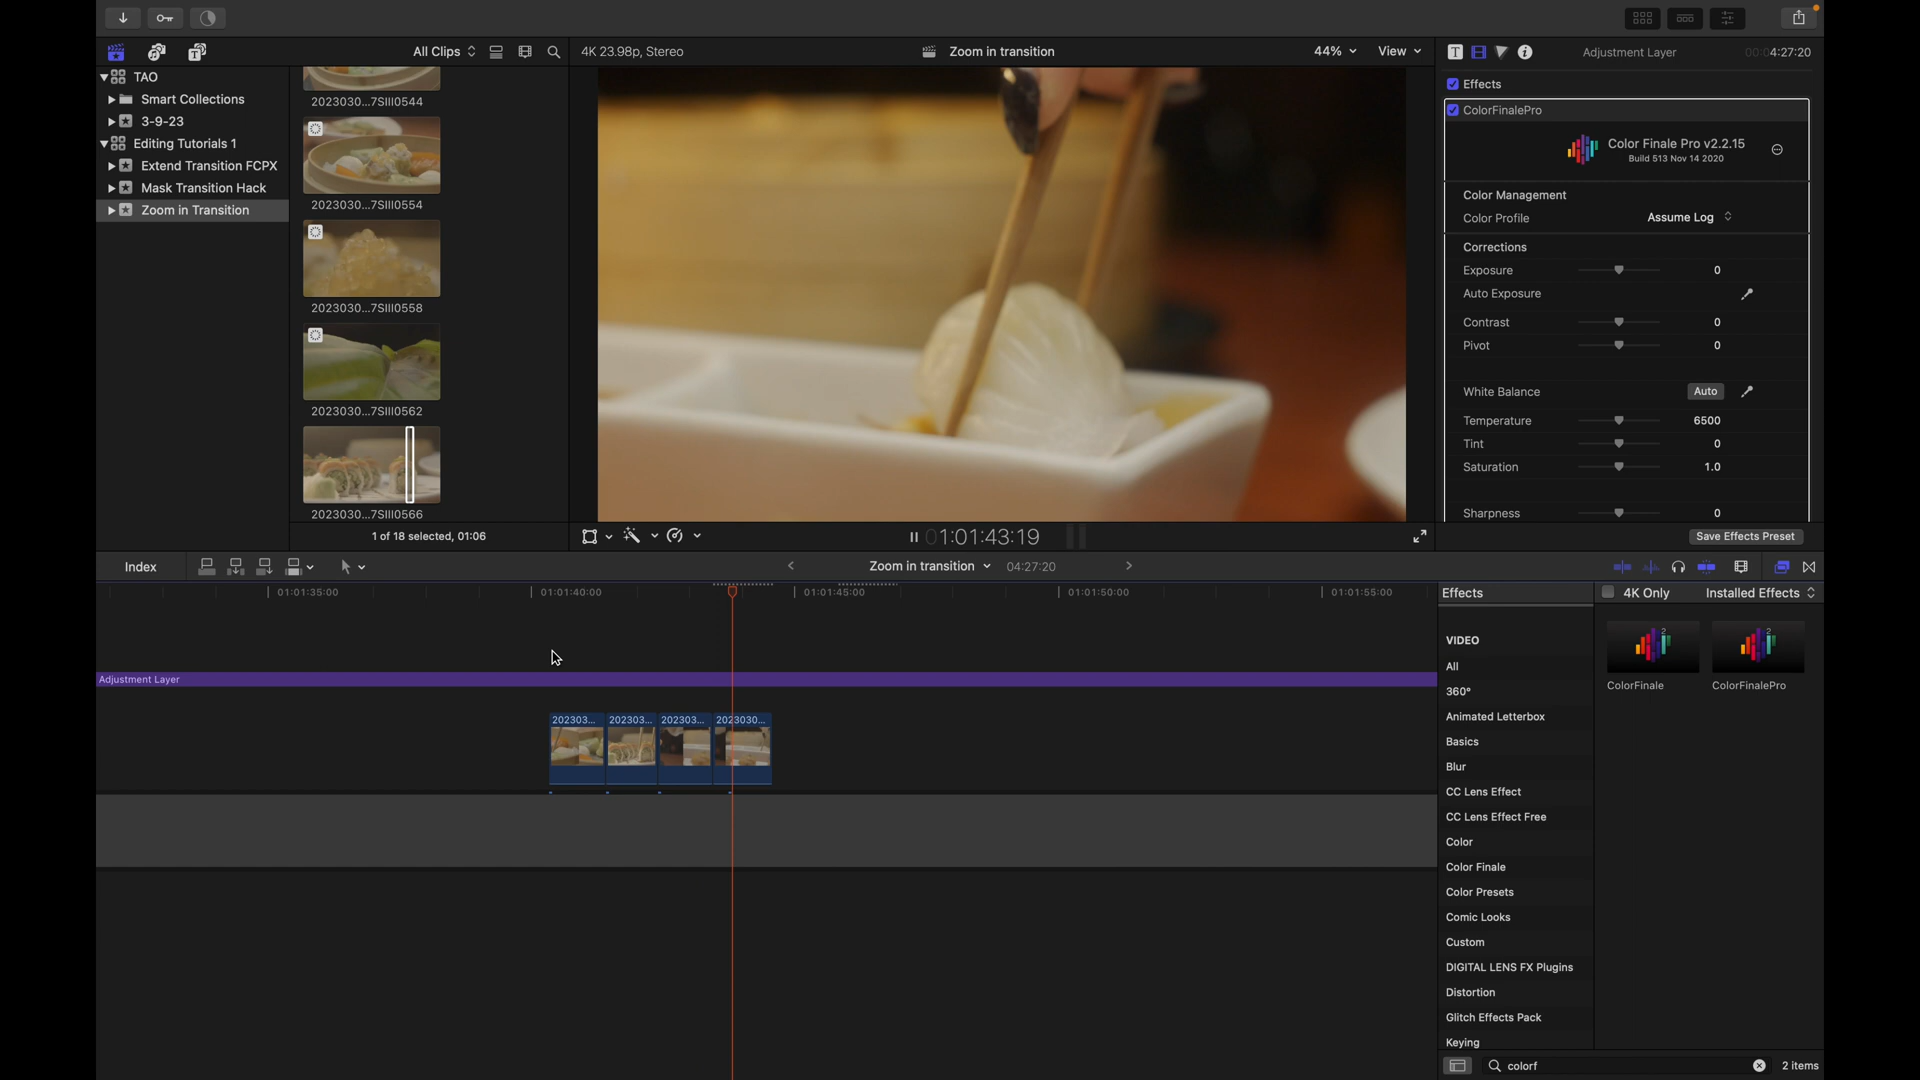 All Clips
4K 23.98p, Stereo
Zoom in transition
44%
View
Adjustment Layer
00:04:27:20
TAO
Smart Collections
3-9-23
Editing Tutorials 1
Extend Transition FCPX
Mask Transition Hack
Zoom in Transition
2023030...7SIII0544
2023030...7SIII0554
2023030...7SIII0558
2023030...7SIII0562
2023030...7SIII0566
1 of 18 selected, 01:06
01:01:43:19
Effects
ColorFinalePro
Color Finale Pro v2.2.15
Build 513 Nov 14 2020
Color Management
Color Profile
Assume Log
Corrections
Exposure
0
Auto Exposure
Contrast
0
Pivot
0
White Balance
Auto
Temperature
6500
Tint
0
Saturation
1.0
Sharpness
0
Save Effects Preset
Index
Zoom in transition
04:27:20
01:01:35:00
01:01:40:00
01:01:45:00
01:01:50:00
01:01:55:00
Adjustment Layer
202303...
202303...
202303...
2023030...
Effects
4K Only
Installed Effects
VIDEO
All
360°
Animated Letterbox
Basics
Blur
CC Lens Effect
CC Lens Effect Free
Color
Color Finale
Color Presets
Comic Looks
Custom
DIGITAL LENS FX Plugins
Distortion
Glitch Effects Pack
Keying
2
2
ColorFinale
ColorFinalePro
colorf
2 items